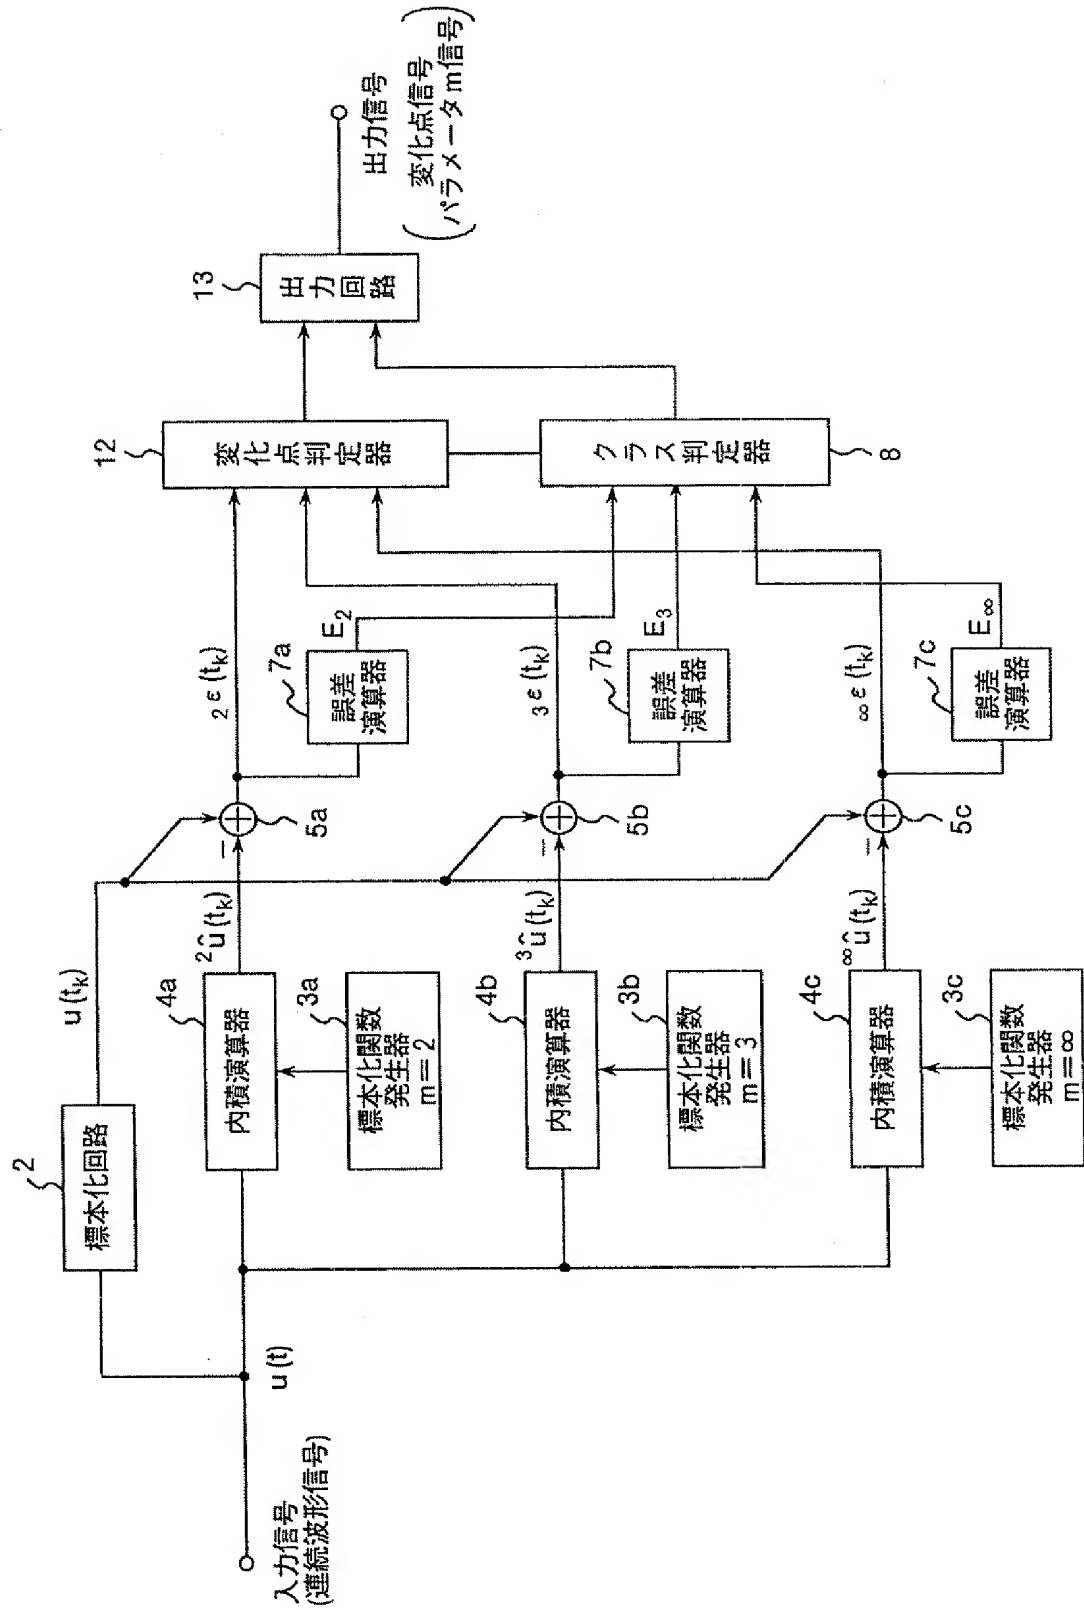 入力信号
(連続波形信号)
u(t)
2
標本化回路
u(t_k)
4a
内積演算器
²û(t_k)
3a
標本化関数
発生器
m=2
4b
内積演算器
³û(t_k)
3b
標本化関数
発生器
m=3
4c
内積演算器
∞û(t_k)
3c
標本化関数
発生器
m=∞
−
+
5a
−
+
5b
−
+
5c
₂ε(t_k)
7a
誤差
演算器
E₂
₃ε(t_k)
7b
誤差
演算器
E₃
∞ε(t_k)
7c
誤差
演算器
E∞
12
変化点判定器
クラス判定器
8
13
出力回路
出力信号
(変化点信号
パラメータm信号)